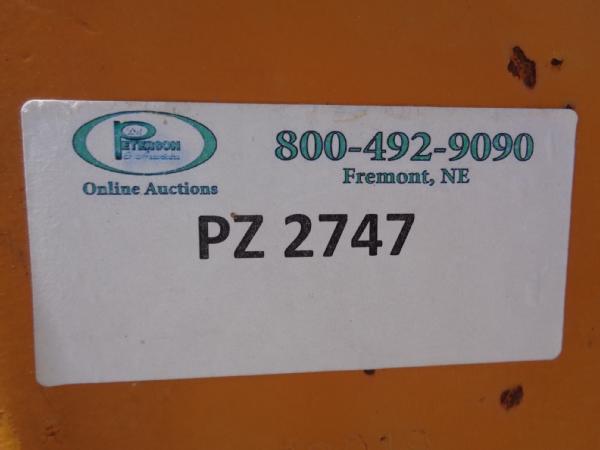 PETERSON
Online Auctions
800-492-9090
Fremont, NE
PZ 2747